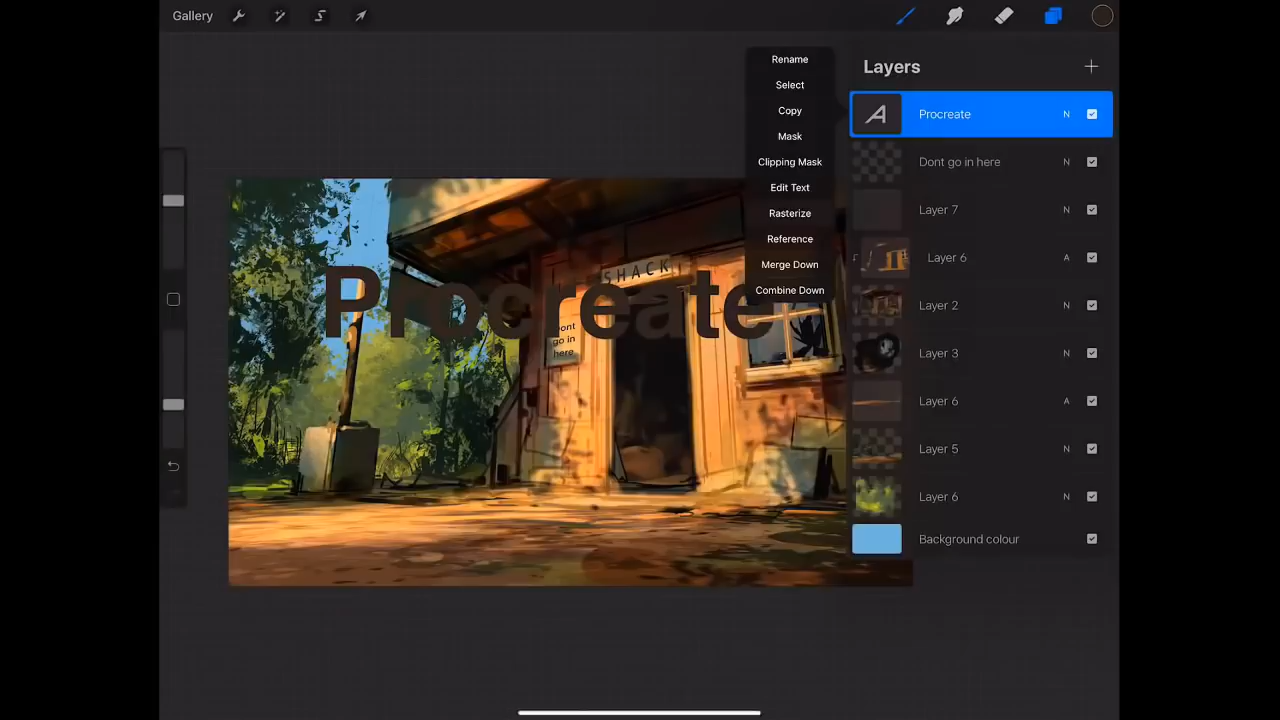 Gallery
Rename
Select
Copy
Mask
Clipping Mask
Edit Text
Rasterize
Reference
Merge Down
Combine Down
Layers
Procreate N
Dont go in here N
Layer 7 N
Layer 6 A
Layer 2 N
Layer 3 N
Layer 6 A
Layer 5 N
Layer 6 N
Background colour
SHACK
Procreate
Dont
go in
here